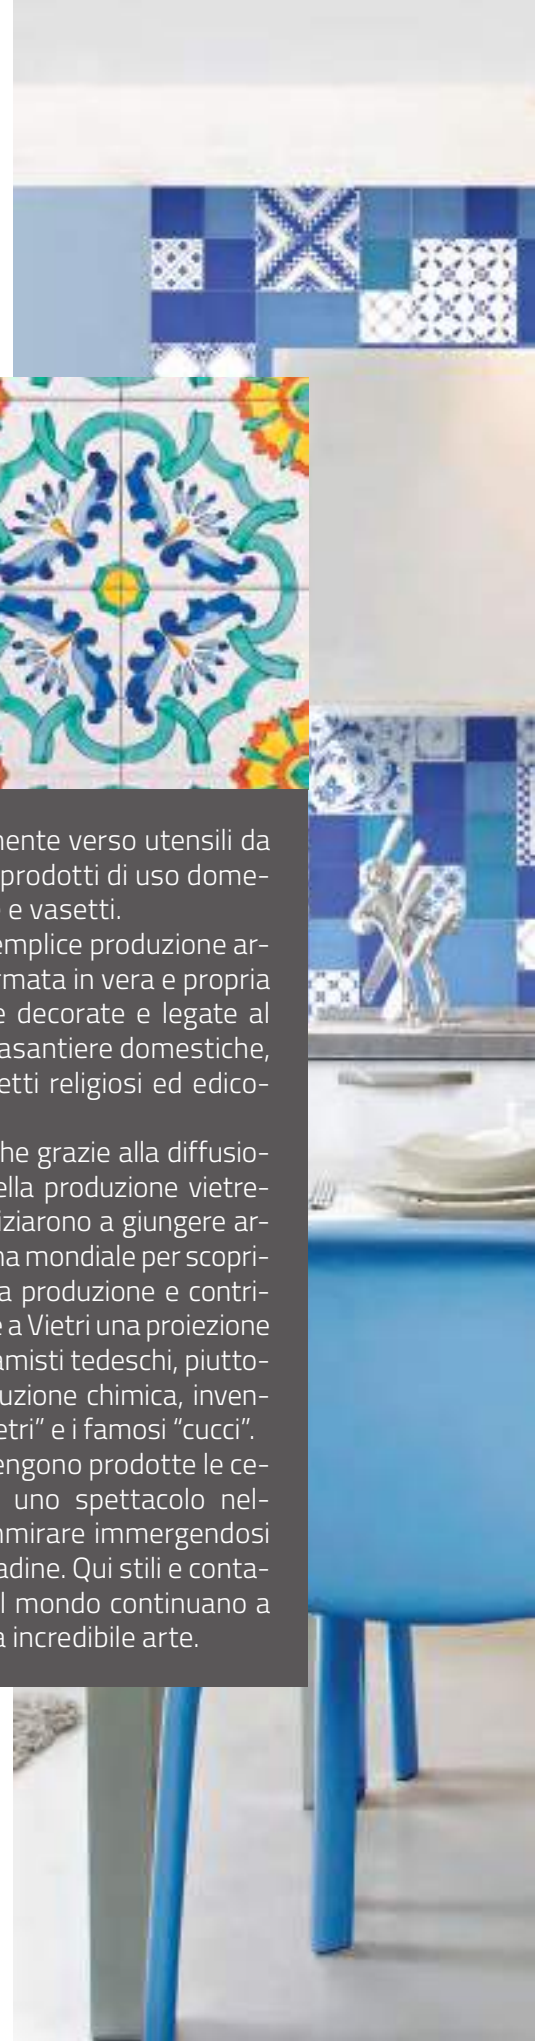 mente verso utensili da
prodotti di uso dome-
e vasetti.
emplice produzione ar-
rmata in vera e propria
e decorate e legate al
asantiere domestiche,
etti religiosi ed edico-
he grazie alla diffusio-
ella produzione vietre-
iziarono a giungere ar-
na mondiale per scopri-
a produzione e contri-
e a Vietri una proiezione
amisti tedeschi, piutto-
uzione chimica, inven-
etri” e i famosi “cucci”.
engono prodotte le ce-
uno spettacolo nel-
mmirare immergendosi
adine. Qui stili e conta-
l mondo continuano a
a incredibile arte.